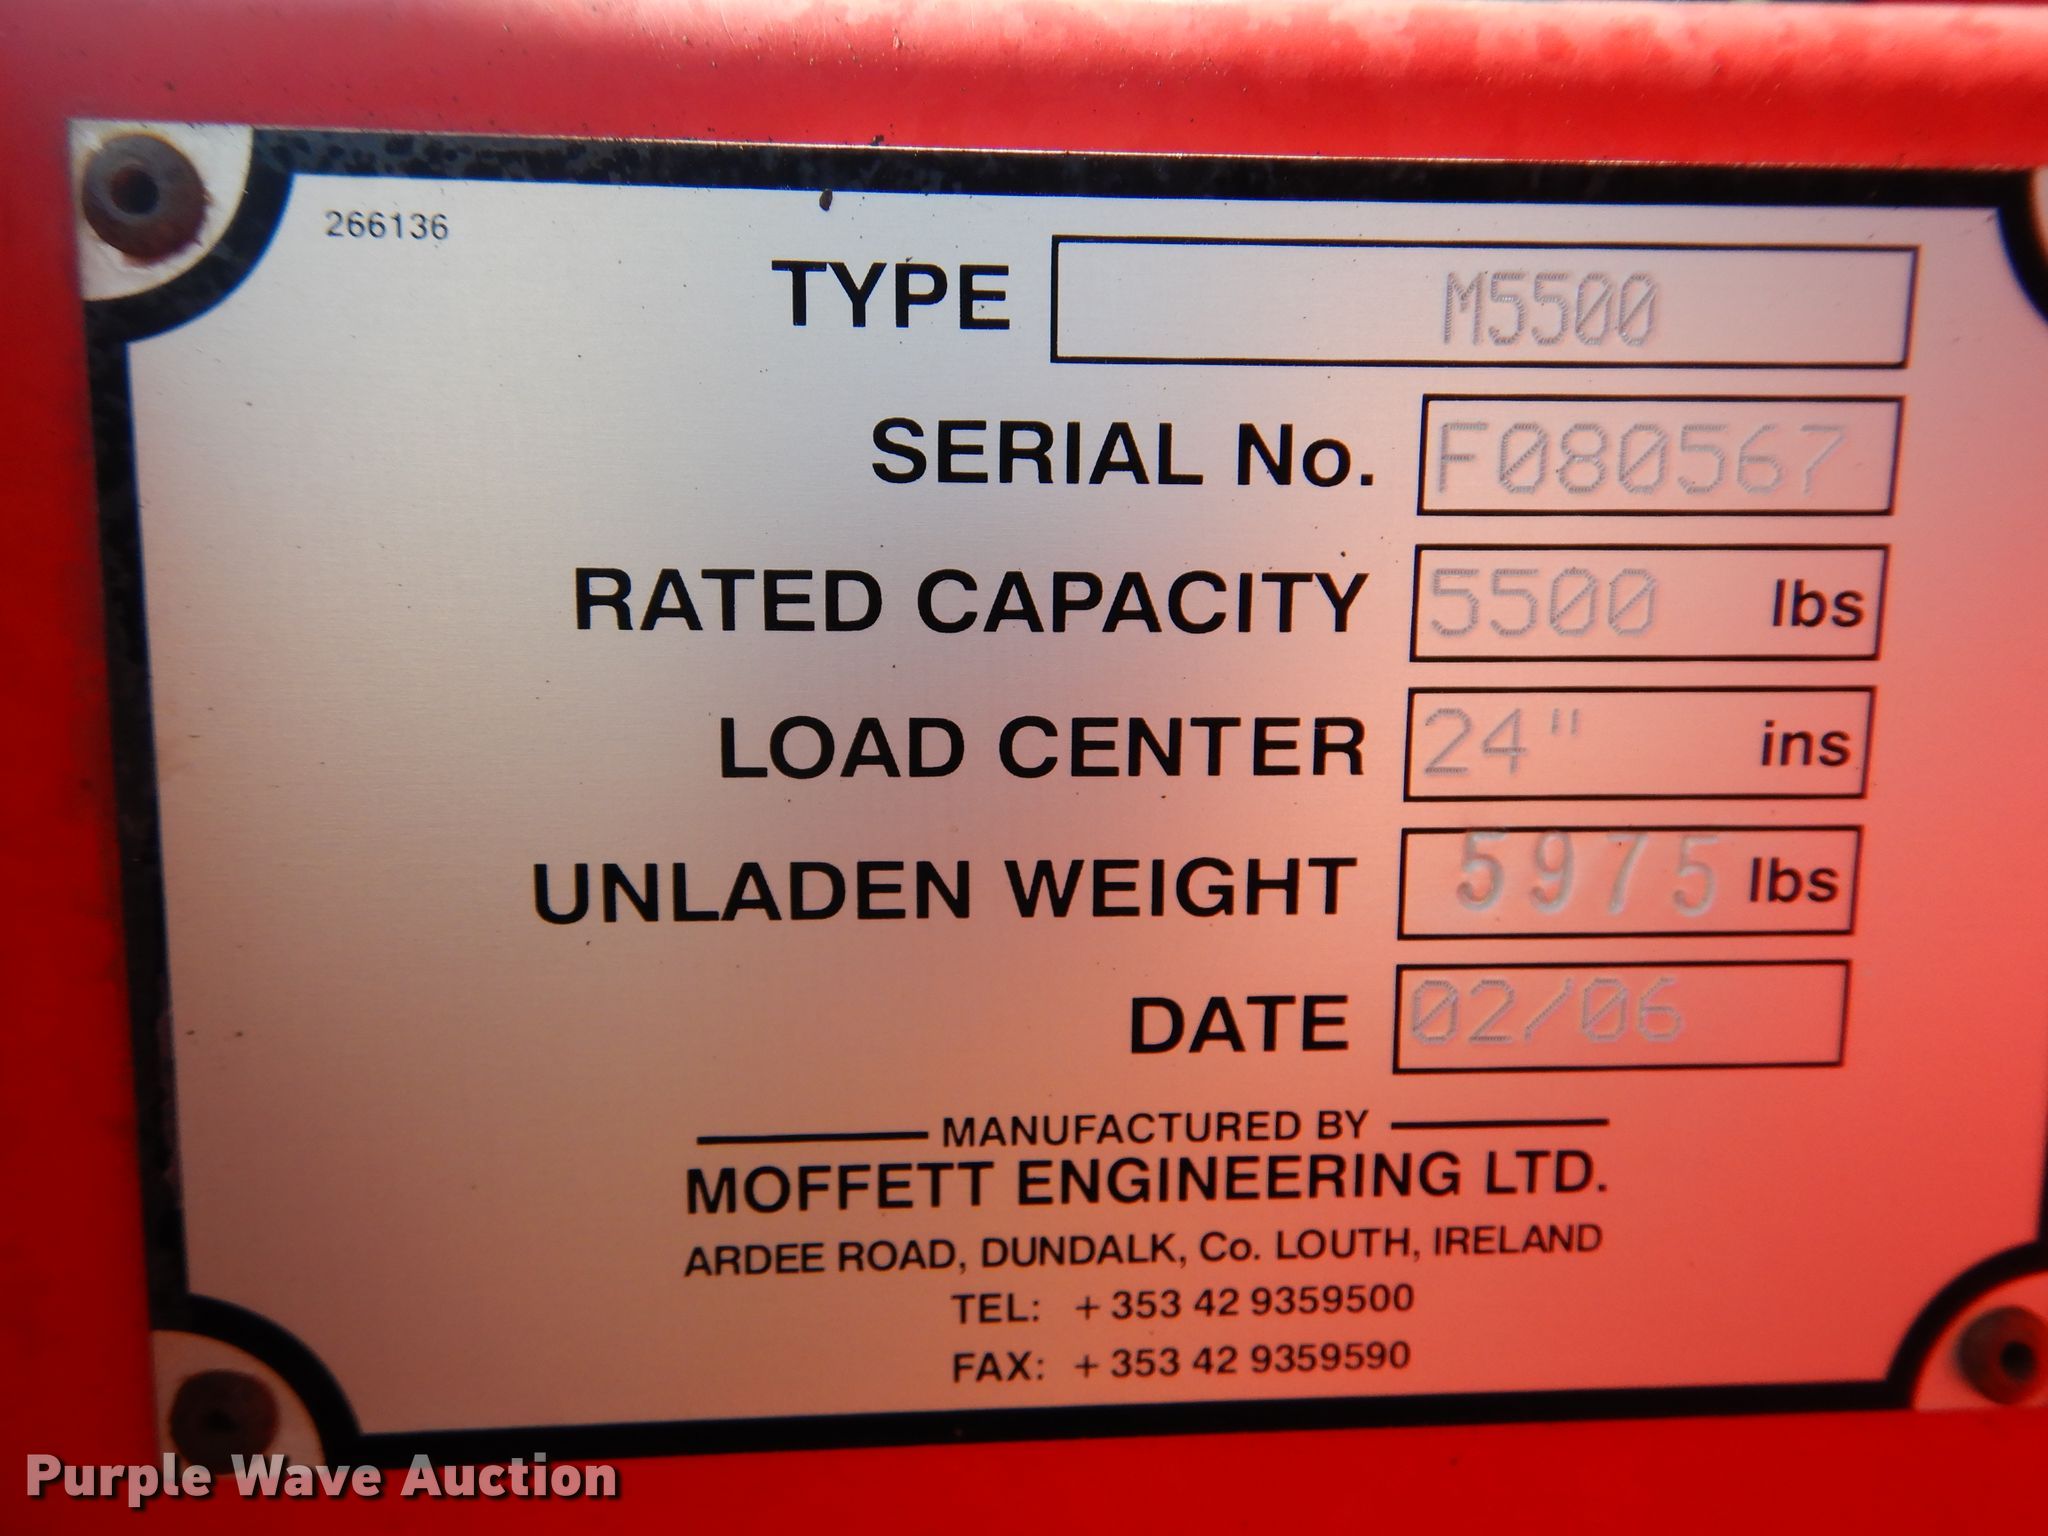 266136
TYPE M5500
SERIAL No. F080567
RATED CAPACITY 5500 lbs
LOAD CENTER 24" ins
UNLADEN WEIGHT 5975 lbs
DATE 02/06
MANUFACTURED BY
MOFFETT ENGINEERING LTD.
ARDEE ROAD, DUNDALK, Co. LOUTH, IRELAND
TEL: + 353 42 9359500
FAX: + 353 42 9359590
Purple Wave Auction